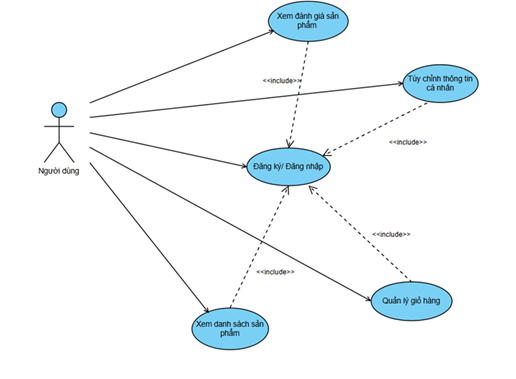 Xem đánh giá sản
phẩm
<<include>>
Tùy chỉnh thông tin
cá nhân
<<include>>
Người dùng
Đăng ký/ Đăng nhập
<<include>>
<<include>>
Quản lý giỏ hàng
Xem danh sách sản
phẩm